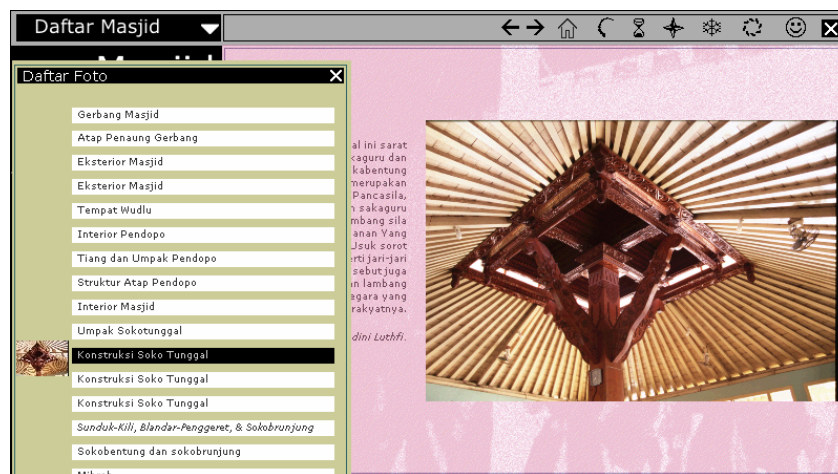 Daftar Masjid
Daftar Foto
Gerbang Masjid
Atap Penaung Gerbang
Eksterior Masjid
Eksterior Masjid
Tempat Wudlu
Interior Pendopo
Tiang dan Umpak Pendopo
Struktur Atap Pendopo
Interior Masjid
Umpak Sokotunggal
Konstruksi Soko Tunggal
Konstruksi Soko Tunggal
Konstruksi Soko Tunggal
Sunduk-Kili, Blandar-Penggeret, & Sokobrunjung
Sokobentung dan sokobrunjung
al ini sarat
kaguru dan
kabentung
merupakan
Pancasila,
sakaguru
mbang sila
anan Yang
Usuk sorot
erti jari-jari
sebut juga
lambang
egara yang
rakyatnya.
dini Luthfi.